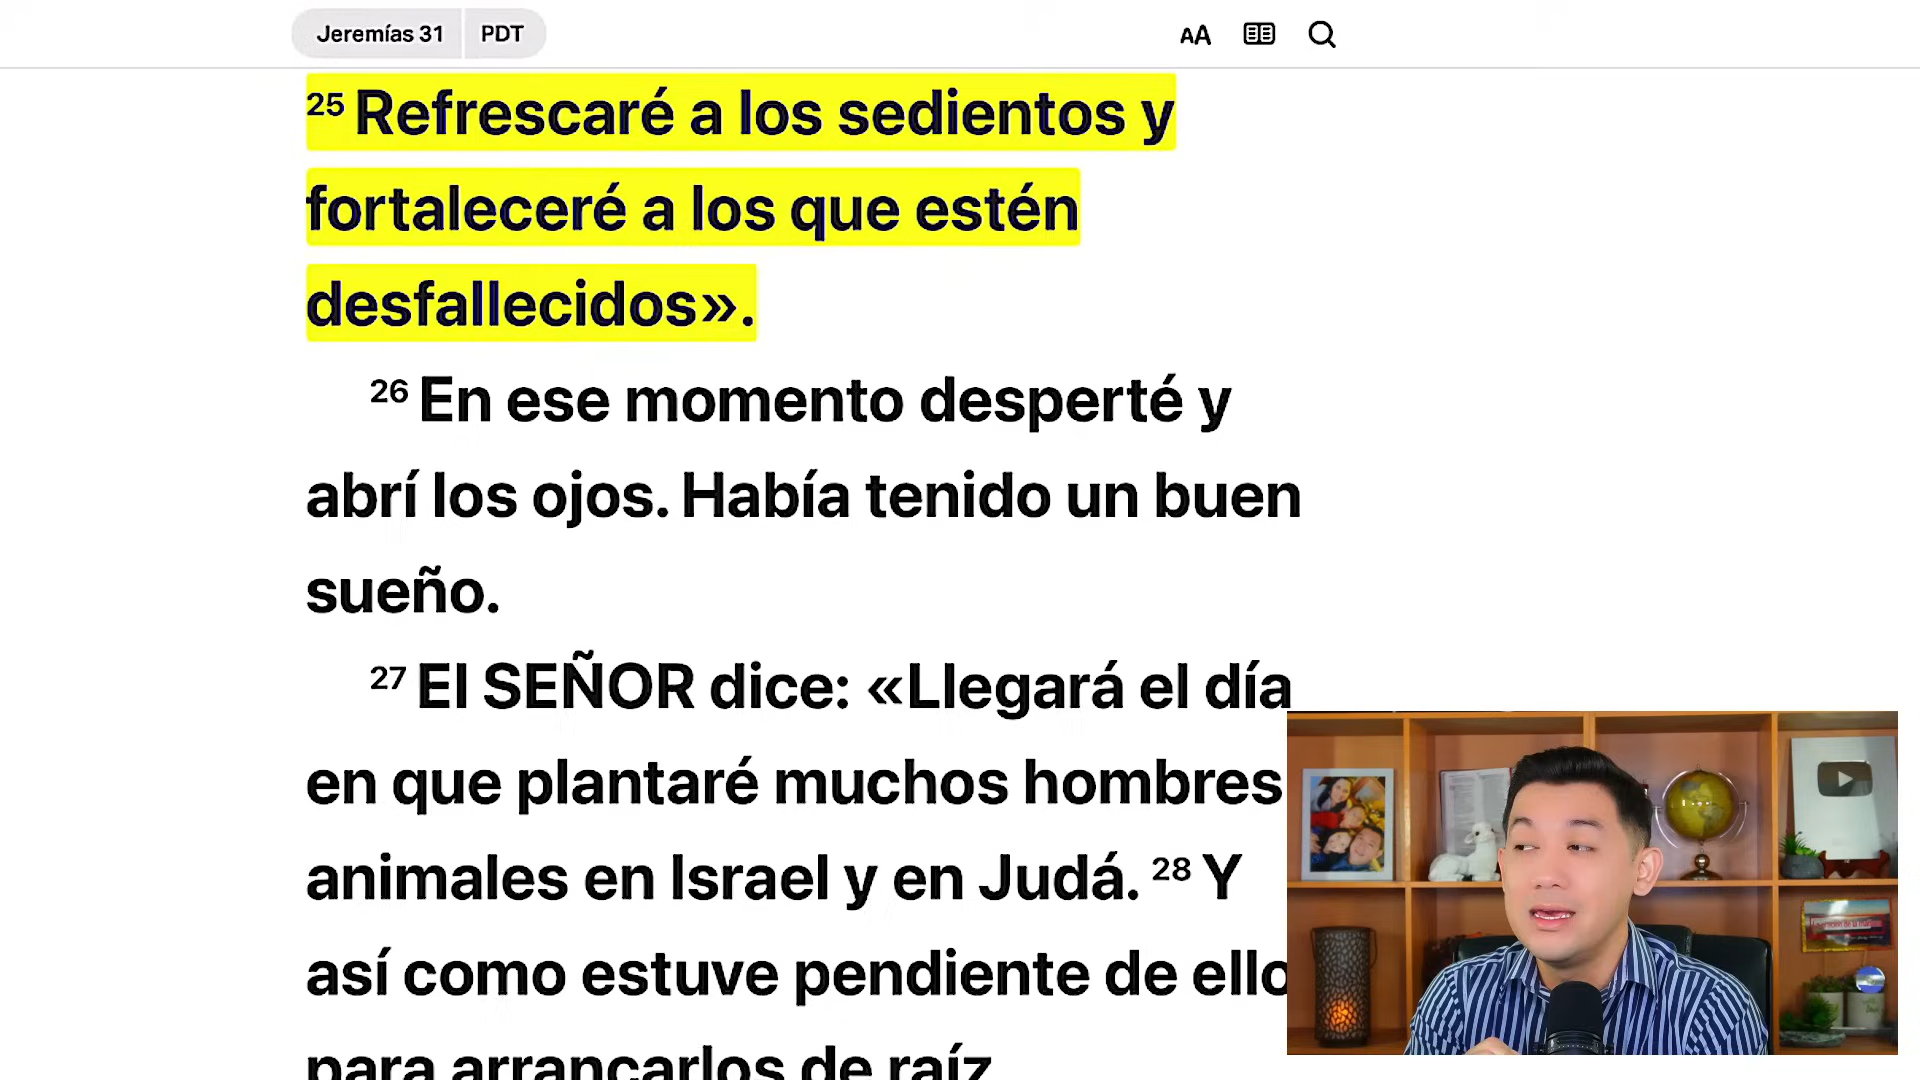 Jeremías 31 PDT AA
25 Refrescaré a los sedientos y
fortaleceré a los que estén
desfallecidos».
26 En ese momento desperté y
abrí los ojos. Había tenido un buen
sueño.
27 El SEÑOR dice: «Llegará el día
en que plantaré muchos hombres
animales en Israel y en Judá. 28 Y
así como estuve pendiente de ello
para arrancarlos de raíz